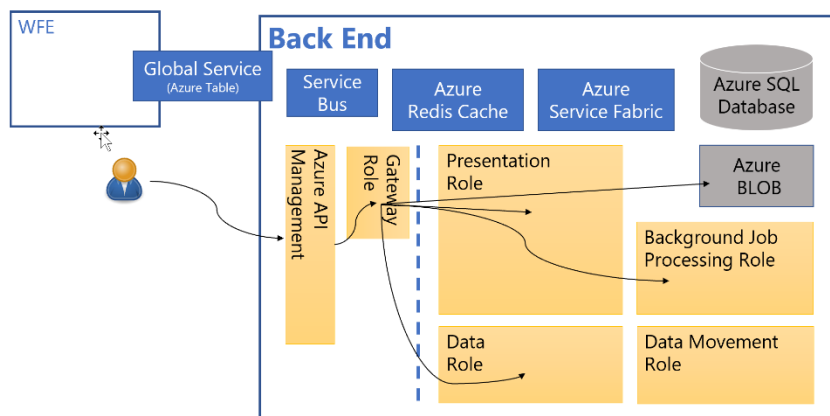 WFE
Back End
Global Service
(Azure Table)
Service
Bus
Azure
Redis Cache
Azure
Service Fabric
Azure SQL
Database
Azure API
Management
Gateway
Role
Presentation
Role
Azure
BLOB
Background Job
Processing Role
Data
Role
Data Movement
Role